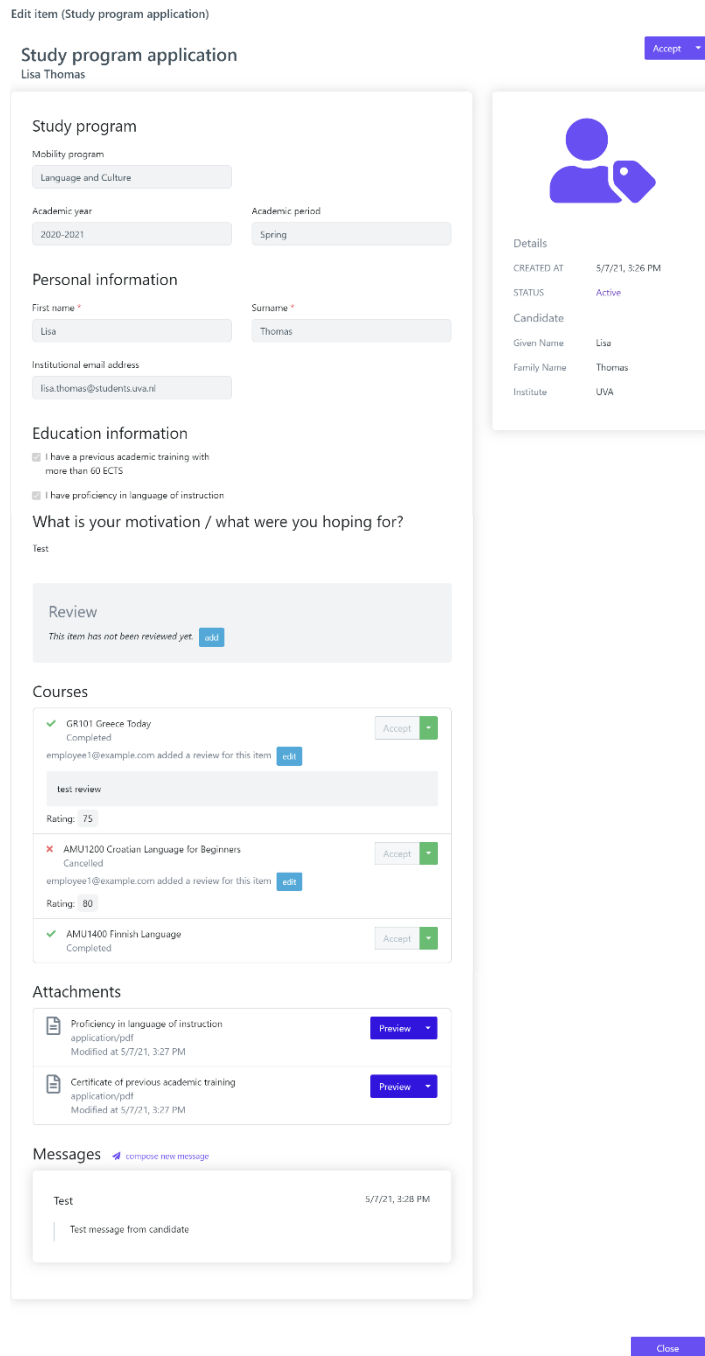 Edit item (Study program application)
Study program application
Lisa Thomas
Accept
Study program
Mobility program
Language and Culture
Academic year
Academic period
2020-2021
Spring
Personal information
First name *
Surname *
Lisa
Thomas
Institutional email address
lisa.thomas@students.uva.nl
Education information
I have a previous academic training with
more than 60 ECTS
I have proficiency in language of instruction
What is your motivation / what were you hoping for?
Test
Review
This item has not been reviewed yet. add
Courses
GR101 Greece Today
Completed
Accept
employee1@example.com added a review for this item edit
test review
Rating: 75
AMU1200 Croatian Language for Beginners
Cancelled
Accept
employee1@example.com added a review for this item edit
Rating: 80
AMU1400 Finnish Language
Completed
Accept
Attachments
Proficiency in language of instruction
application/pdf
Modified at 5/7/21, 3:27 PM
Preview
Certificate of previous academic training
application/pdf
Modified at 5/7/21, 3:27 PM
Preview
Messages compose new message
Test
5/7/21, 3:28 PM
Test message from candidate
Details
CREATED AT 5/7/21, 3:26 PM
STATUS Active
Candidate
Given Name Lisa
Family Name Thomas
Institute UVA
Close